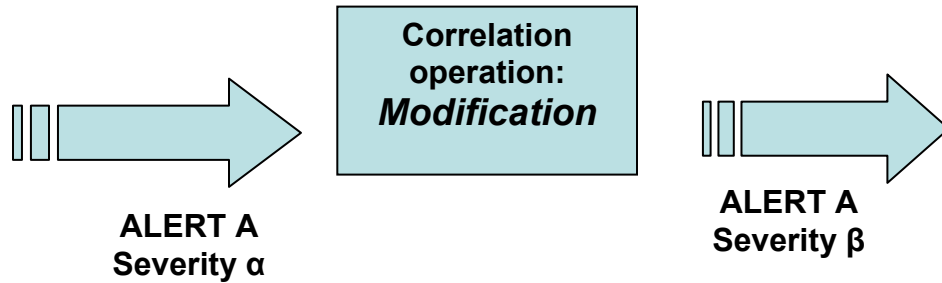 Correlation
operation:
Modification
ALERT A
Severity α
ALERT A
Severity β